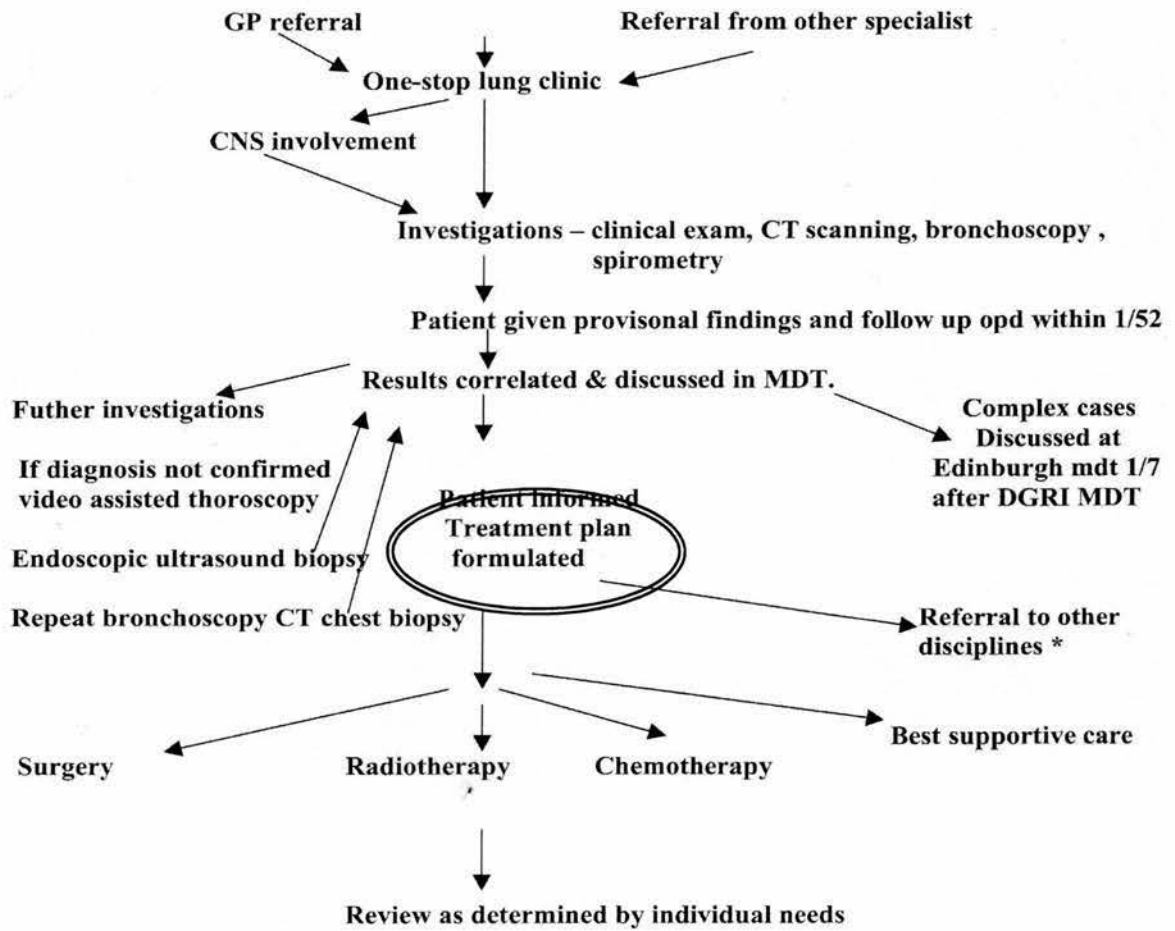 GP referral
Referral from other specialist
One-stop lung clinic
CNS involvement
Investigations – clinical exam, CT scanning, bronchoscopy ,
spirometry
Patient given provisonal findings and follow up opd within 1/52
Results correlated & discussed in MDT.
Futher investigations
Complex cases
Discussed at
Edinburgh mdt 1/7
after DGRI MDT
If diagnosis not confirmed
video assisted thoroscopy
Patient Informed
Treatment plan
formulated
Endoscopic ultrasound biopsy
Repeat bronchoscopy CT chest biopsy
Referral to other
disciplines *
Best supportive care
Surgery
Radiotherapy
Chemotherapy
Review as determined by individual needs